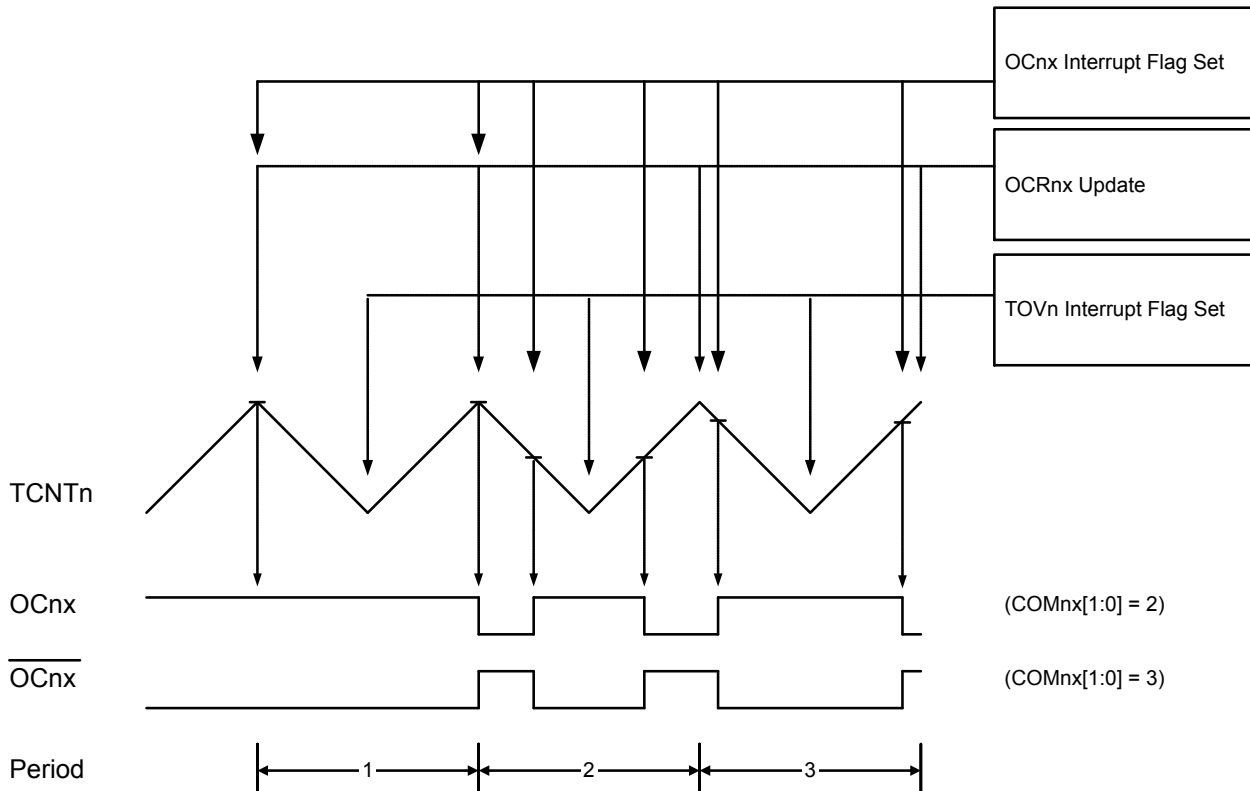 OCnx Interrupt Flag Set
OCRnx Update
TOVn Interrupt Flag Set
TCNTn
OCnx
(COMnx[1:0] = 2)
OCnx
(COMnx[1:0] = 3)
Period
1
2
3